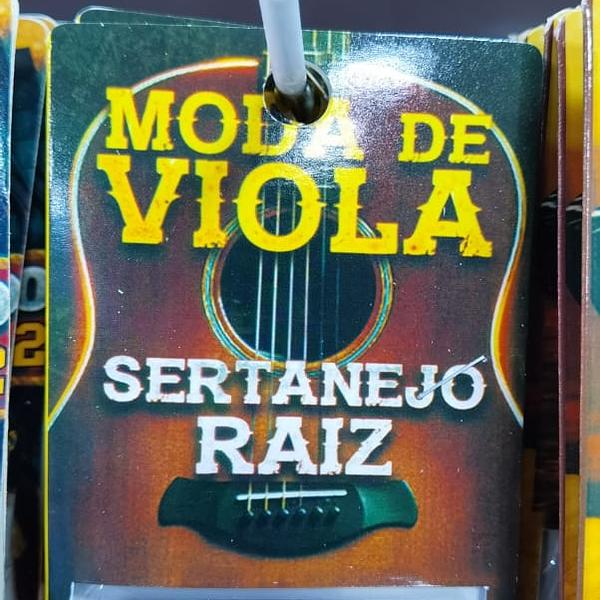 MODA DE
VIOLA
SERTANEJO
RAIZ